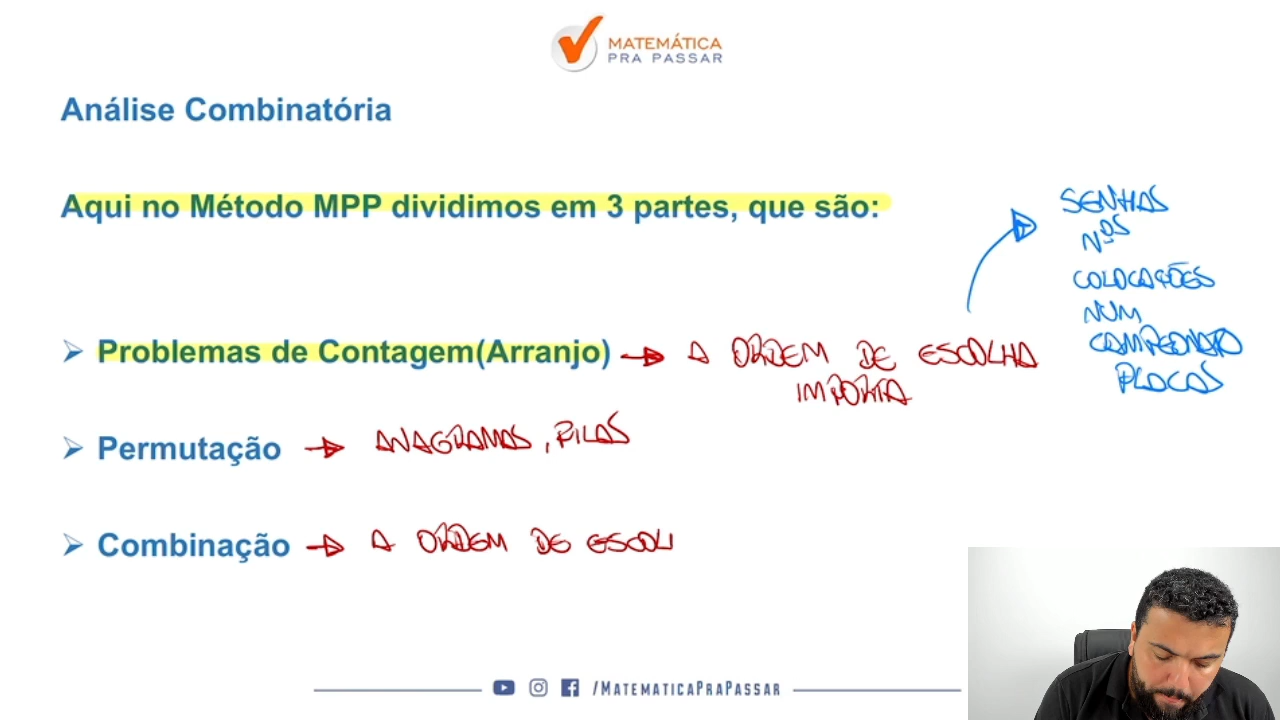 MATEMÁTICA
PRA PASSAR
Análise Combinatória
Aqui no Método MPP dividimos em 3 partes, que são:
SENHAS
NºS
COLOCAÇÕES
NUM
CAMPEONATO
PLACAS
➢ Problemas de Contagem(Arranjo) → A ORDEM DE ESCOLHA
IMPORTA
➢ Permutação → ANAGRAMAS, FILAS
➢ Combinação → A ORDEM DE ESCOL
/MATEMATICAPRAPASSAR